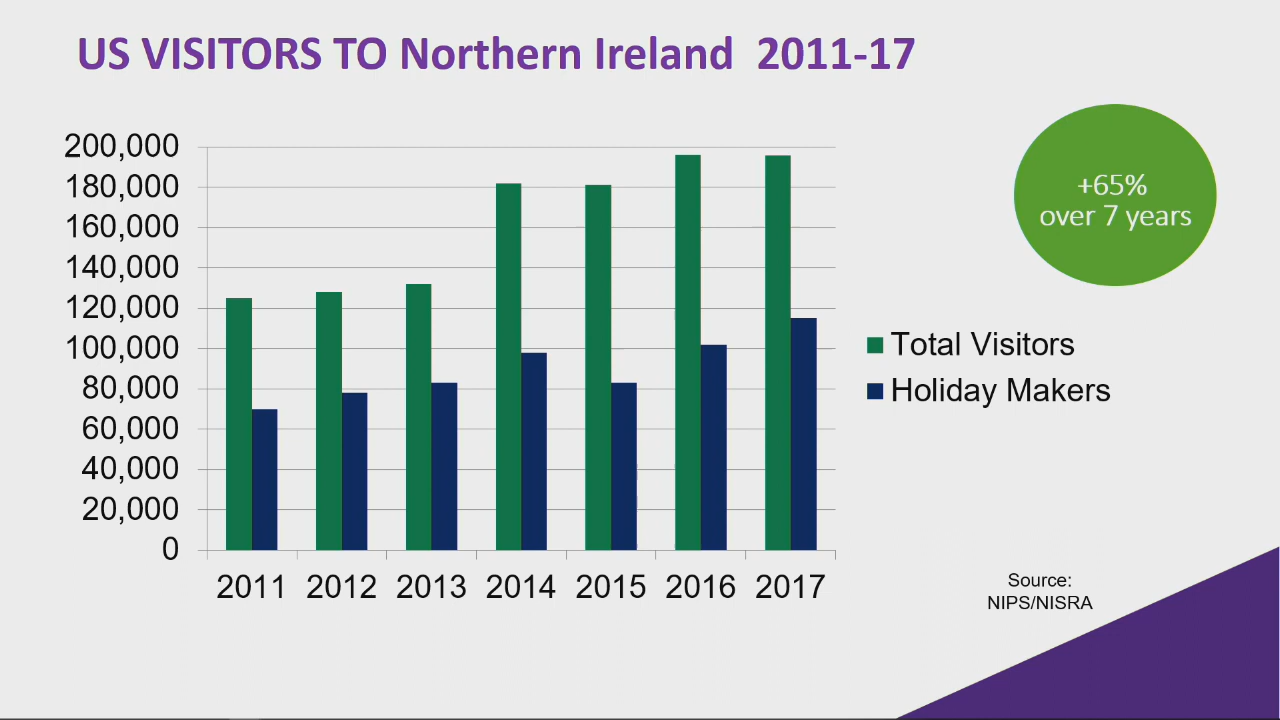 US VISITORS TO Northern Ireland 2011-17
+65%
over 7 years
200,000
180,000
160,000
140,000
120,000
100,000
80,000
60,000
40,000
20,000
0
2011 2012 2013 2014 2015 2016 2017
Total Visitors
Holiday Makers
Source:
NIPS/NISRA